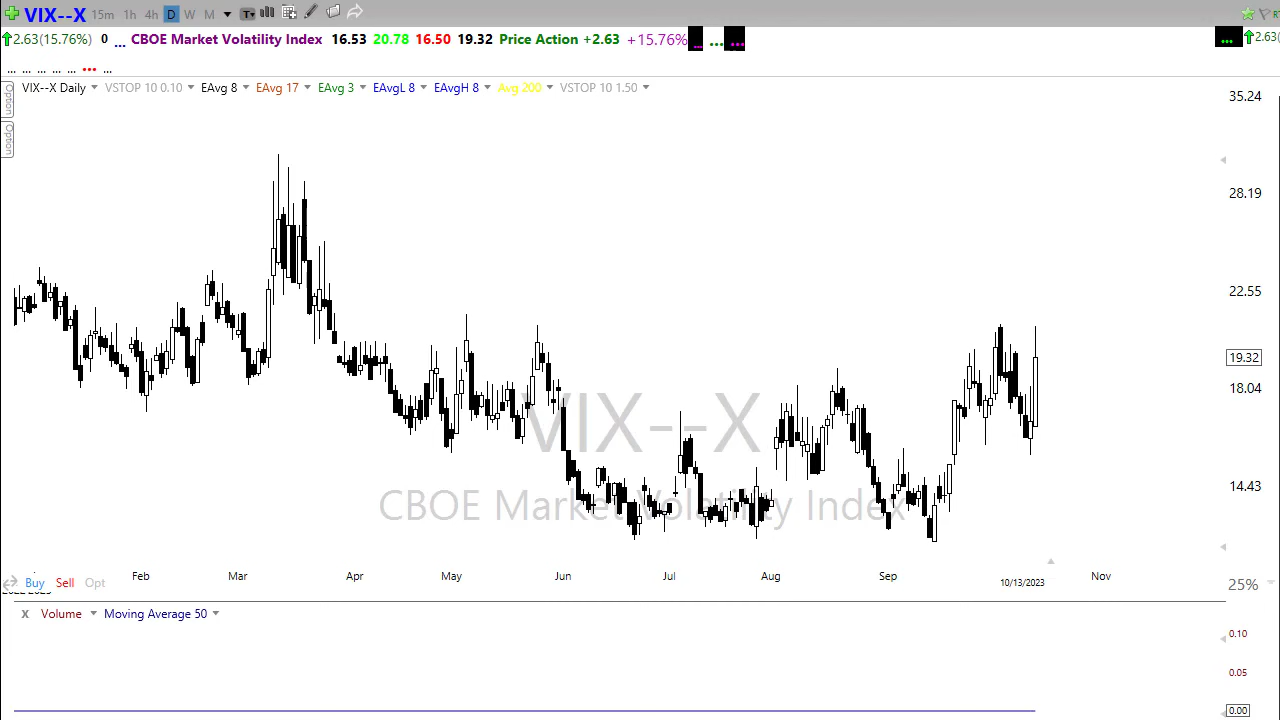 VIX--X 15m 1h 4h D W M
2.63(15.76%) 0 ... CBOE Market Volatility Index 16.53 20.78 16.50 19.32 Price Action +2.63 +15.76% ... ... ... ... 2.63(
... ... ... ... ... ... ...
VIX--X Daily VSTOP 10 0.10 EAvg 8 EAvg 17 EAvg 3 EAvgL 8 EAvgH 8 Avg 200 VSTOP 10 1.50
Option
Option
35.24
28.19
22.55
19.32
18.04
14.43
VIX--X
CBOE Market Volatility Index
Feb Mar Apr May Jun Jul Aug Sep 10/13/2023 Nov
Buy Sell Opt 25%
X Volume Moving Average 50
0.10
0.05
0.00